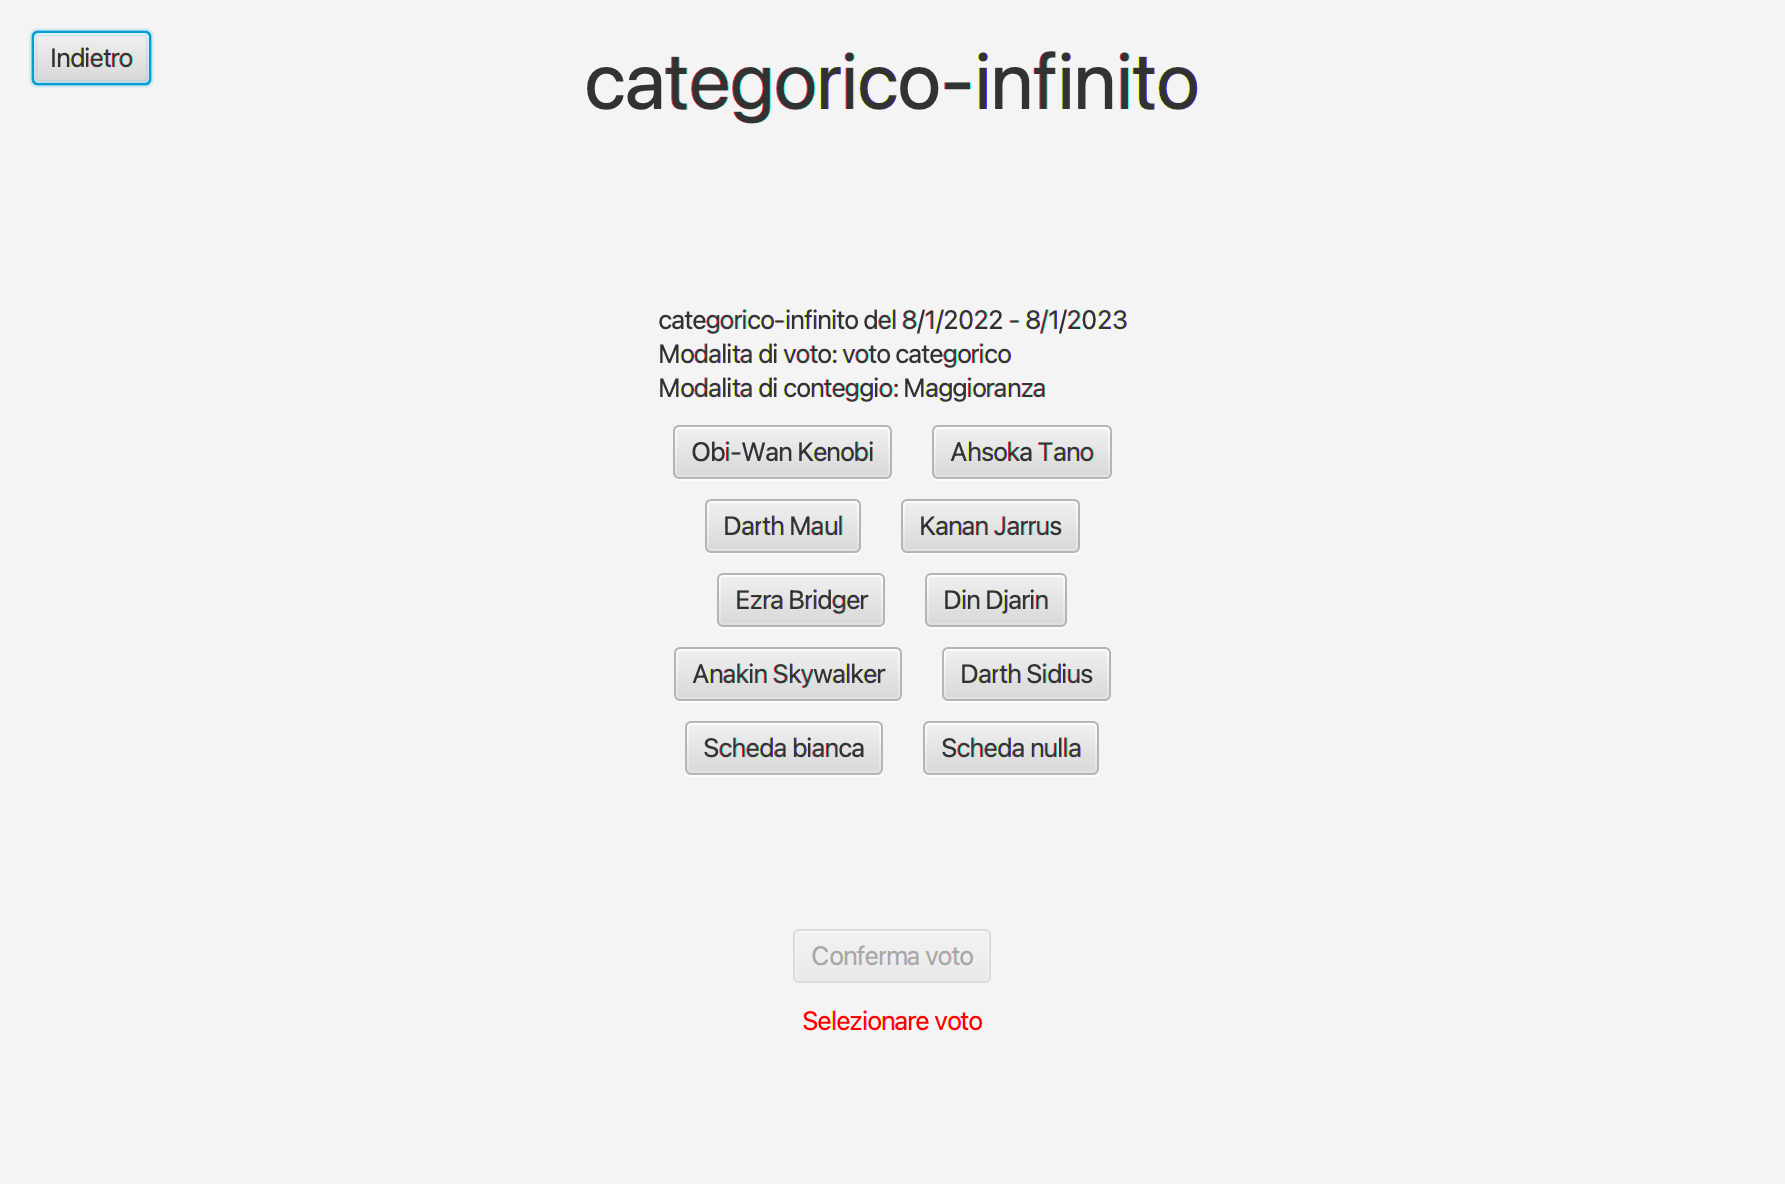 Indietro
categorico-infinito
categorico-infinito del 8/1/2022 - 8/1/2023
Modalita di voto: voto categorico
Modalita di conteggio: Maggioranza
Obi-Wan Kenobi Ahsoka Tano
Darth Maul Kanan Jarrus
Ezra Bridger Din Djarin
Anakin Skywalker Darth Sidius
Scheda bianca Scheda nulla
Conferma voto
Selezionare voto